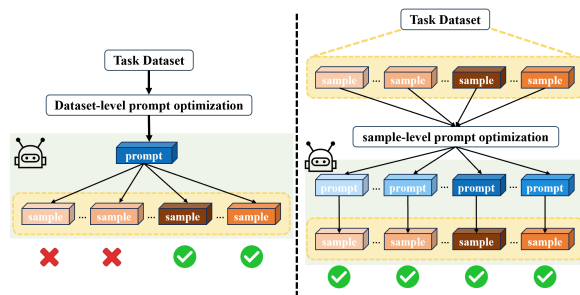 Task Dataset
Dataset-level prompt optimization
prompt
sample ... sample ... sample ... sample
Task Dataset
sample ... sample ... sample ... sample
sample-level prompt optimization
prompt ... prompt ... prompt ... prompt
sample ... sample ... sample ... sample